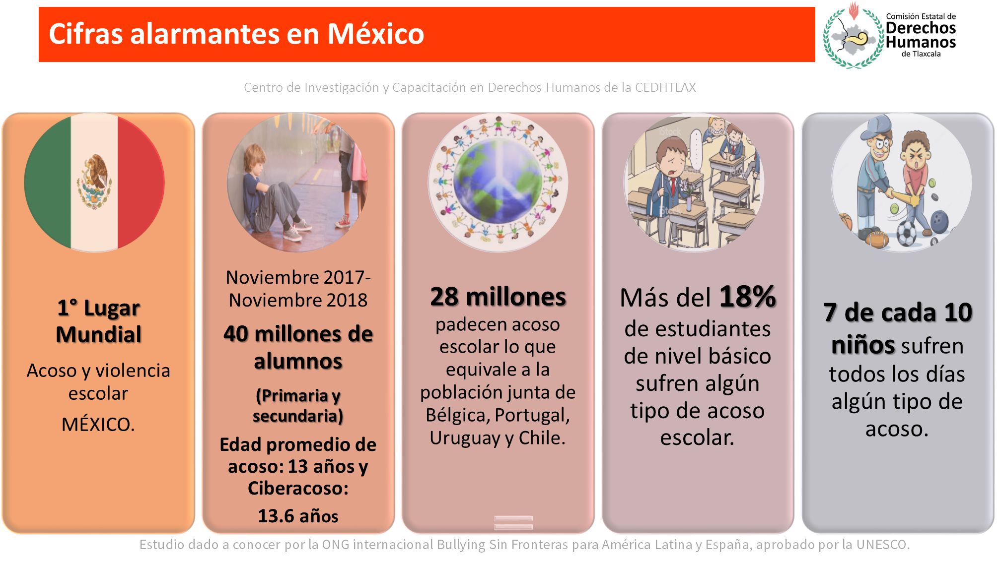 Cifras alarmantes en México
Comisión Estatal de
Derechos
Humanos
de Tlaxcala
Centro de Investigación y Capacitación en Derechos Humanos de la CEDHTLAX
1° Lugar
Mundial
Acoso y violencia
escolar
MÉXICO.
Noviembre 2017-
Noviembre 2018
40 millones de
alumnos
(Primaria y
secundaria)
Edad promedio de
acoso: 13 años y
Ciberacoso:
13.6 años
28 millones
padecen acoso
escolar lo que
equivale a la
población junta de
Bélgica, Portugal,
Uruguay y Chile.
iStock
iStock
iStock
iStock
Más del 18%
de estudiantes
de nivel básico
sufren algún
tipo de acoso
escolar.
7 de cada 10
niños sufren
todos los días
algún tipo de
acoso.
Estudio dado a conocer por la ONG internacional Bullying Sin Fronteras para América Latina y España, aprobado por la UNESCO.